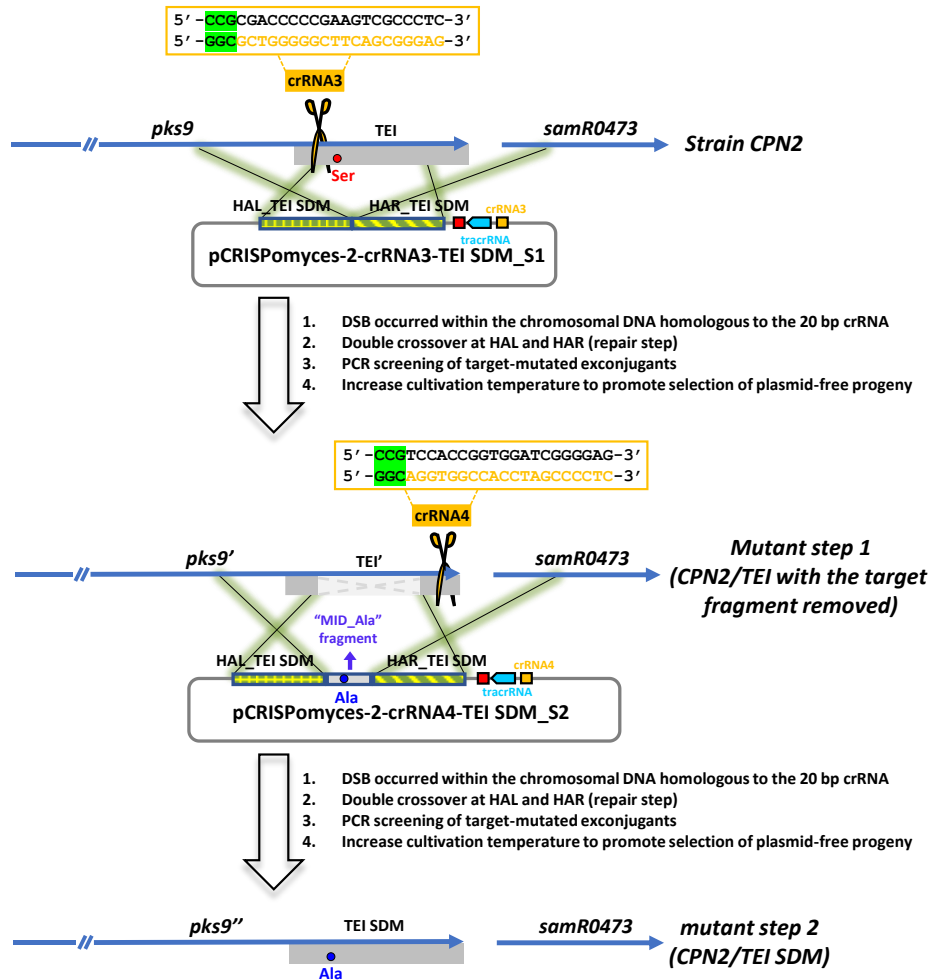 5’-CCGCGACCCCCGAAGTCGCCCTC-3’
3’-GGCGCTGGGGGCTTCAGCGGGAG-3’
crRNA3
pks9
TEI
samR0473
Strain CPN2
Ser
HAL_TEI SDM
HAR_TEI SDM
crRNA3
tracrRNA
pCRISPomyces-2-crRNA3-TEI SDM_S1
1. DSB occurred within the chromosomal DNA homologous to the 20 bp crRNA
2. Double crossover at HAL and HAR (repair step)
3. PCR screening of target-mutated exconjugants
4. Increase cultivation temperature to promote selection of plasmid-free progeny
5’-CCGTCCACCGGTGGATCGGGGAG-3’
5’-GGCAGGTGGCCACCTAGCCCCTC-3’
crRNA4
pks9’
TEI’
samR0473
Mutant step 1
(CPN2/TEI with the target
fragment removed)
“MID_Ala”
fragment
HAL_TEI SDM
HAR_TEI SDM
crRNA4
tracrRNA
Ala
pCRISPomyces-2-crRNA4-TEI SDM_S2
1. DSB occurred within the chromosomal DNA homologous to the 20 bp crRNA
2. Double crossover at HAL and HAR (repair step)
3. PCR screening of target-mutated exconjugants
4. Increase cultivation temperature to promote selection of plasmid-free progeny
pks9’’
TEI SDM
samR0473
mutant step 2
(CPN2/TEI SDM)
Ala